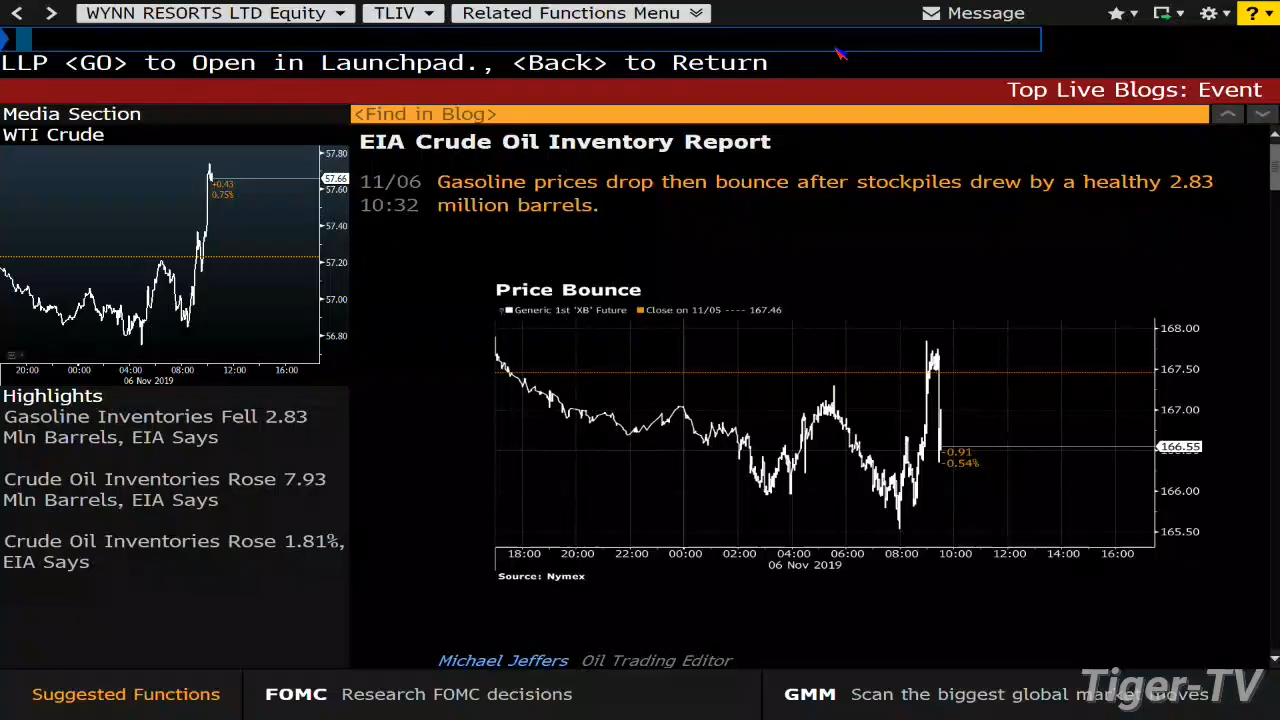 WYNN RESORTS LTD Equity
TLIV
Related Functions Menu
Message
?
LLP <GO> to Open in Launchpad., <Back> to Return
Top Live Blogs: Event
Media Section
<Find in Blog>
WTI Crude
57.80
57.66
57.60
57.40
57.20
57.00
56.80
+0.43
0.75%
20:00 00:00 04:00 08:00 12:00 16:00
06 Nov 2019
Highlights
Gasoline Inventories Fell 2.83
Mln Barrels, EIA Says
Crude Oil Inventories Rose 7.93
Mln Barrels, EIA Says
Crude Oil Inventories Rose 1.81%,
EIA Says
EIA Crude Oil Inventory Report
11/06
10:32
Gasoline prices drop then bounce after stockpiles drew by a healthy 2.83
million barrels.
Price Bounce
Generic 1st 'XB' Future Close on 11/05 ---- 167.46
168.00
167.50
167.00
166.55
166.00
165.50
-0.91
-0.54%
18:00 20:00 22:00 00:00 02:00 04:00 06:00 08:00 10:00 12:00 14:00 16:00
06 Nov 2019
Source: Nymex
Michael Jeffers Oil Trading Editor
Suggested Functions
FOMC Research FOMC decisions
GMM Scan the biggest global market moves
Tiger-TV